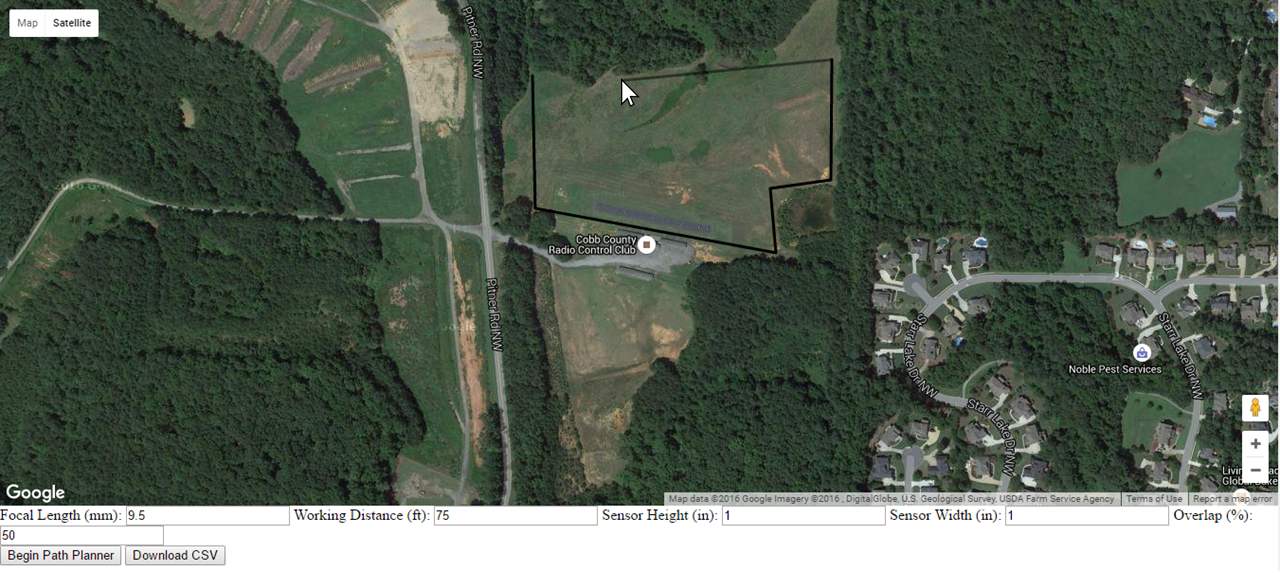 Map Satellite
Pitner Rd NW
Cobb County
Radio Control Club
Pitner Rd NW
Starr Lake Dr NW
Starr Lake Dr NW
Starr Lake Dr NW
Noble Pest Services
Google
Map data ©2016 Google Imagery ©2016 , DigitalGlobe, U.S. Geological Survey, USDA Farm Service Agency Terms of Use Report a map error
Focal Length (mm): 9.5 Working Distance (ft): 75 Sensor Height (in): 1 Sensor Width (in): 1 Overlap (%):
50
Begin Path Planner Download CSV